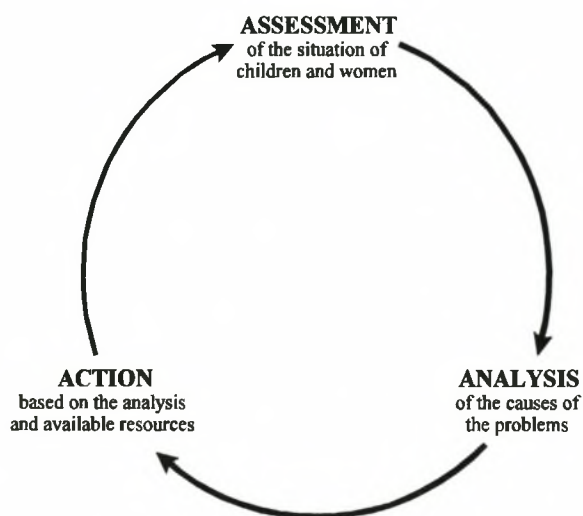 ASSESSMENT
of the situation of
children and women
ANALYSIS
of the causes of
the problems
ACTION
based on the analysis
and available resources